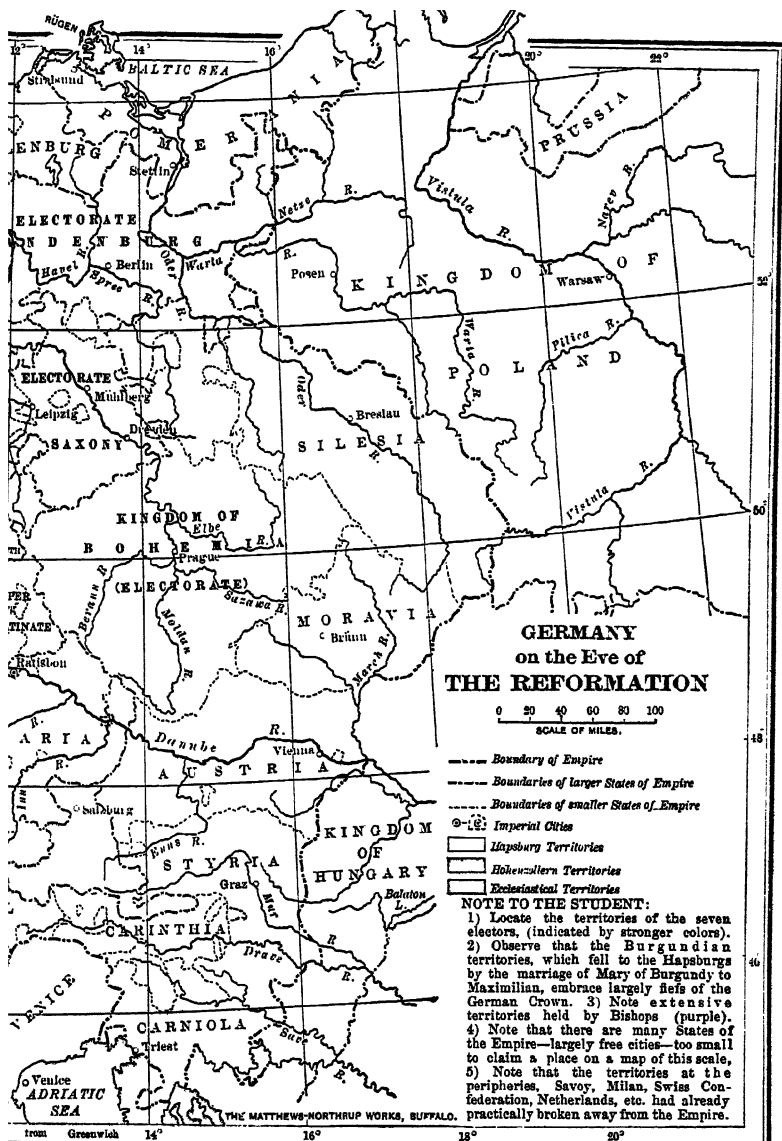 RÜGEN
12°
14°
16°
20°
22°
BALTIC SEA
Stralsund
POMERNIA
ENBURG
PRUSSIA
Stettin
Vistula R.
Narev R.
Netze R.
ELECTORATE
NDENBURG
Havel R.
Berlin
Spree R.
Oder R.
Warta R.
Posen
KINGDOM OF
Warsaw
52°
Warta R.
Pilica R.
POLAND
ELECTORATE
Mühlberg
Leipzig
Dresden
SAXONY
Oder R.
Breslau
SILESIA
Vistula R.
50°
KINGDOM OF
Elbe R.
BOHEMIA
Prague
(ELECTORATE)
Beraun R.
Sazawa R.
Moldau R.
MORAVIA
Brünn
March R.
PER
TINATE
Ratisbon
GERMANY
on the Eve of
THE REFORMATION
0 20 40 60 80 100
SCALE OF MILES.
48
R.
ARIA
R.
Inn
Danube R.
Vienna
AUSTRIA
Salzburg
Enns R.
STYRIA
Graz
Mur R.
KINGDOM
OF
HUNGARY
Balaton
L.
CARINTHIA
Drave R.
VENICE
CARNIOLA
Triest
Save R.
Venice
ADRIATIC
SEA
Boundary of Empire
Boundaries of larger States of Empire
Boundaries of smaller States of Empire
Imperial Cities
Hapsburg Territories
Hohenzollern Territories
Ecclesiastical Territories
NOTE TO THE STUDENT:
1) Locate the territories of the seven
electors, (indicated by stronger colors).
2) Observe that the Burgundian
territories, which fell to the Hapsburgs
by the marriage of Mary of Burgundy to
Maximilian, embrace largely fiefs of the
German Crown. 3) Note extensive
territories held by Bishops (purple).
4) Note that there are many States of
the Empire—largely free cities—too small
to claim a place on a map of this scale,
5) Note that the territories at the
peripheries, Savoy, Milan, Swiss Con-
federation, Netherlands, etc. had already
practically broken away from the Empire.
46
THE MATTHEWS-NORTHRUP WORKS, BUFFALO.
from Greenwich 14° 16° 18° 20°